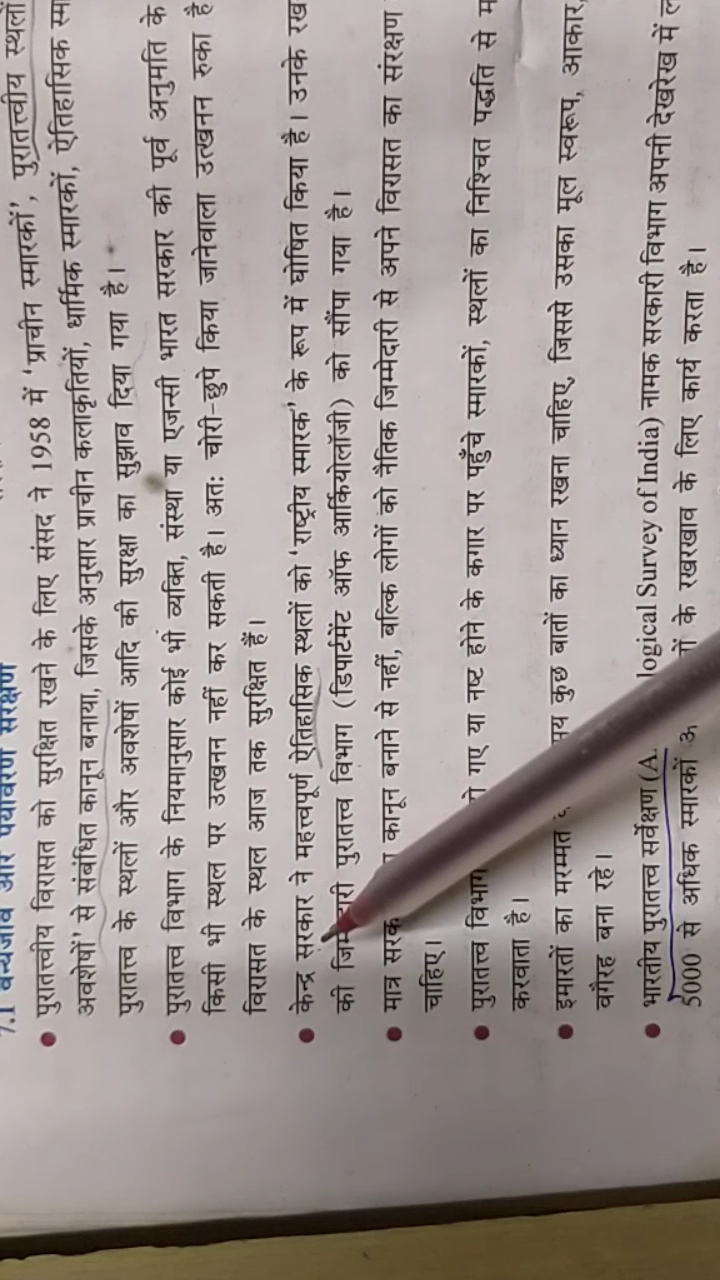 7.1 वन्यजीव और पर्यावरण संरक्षण
पुरातत्त्वीय विरासत को सुरक्षित रखने के लिए संसद ने 1958 में 'प्राचीन स्मारकों', पुरातत्त्वीय स्थलों
अवशेषों' से संबंधित कानून बनाया, जिसके अनुसार प्राचीन कलाकृतियों, धार्मिक स्मारकों, ऐतिहासिक
पुरातत्त्व के स्थलों और अवशेषों आदि की सुरक्षा का सुझाव दिया गया है।
पुरातत्त्व विभाग के नियमानुसार कोई भी व्यक्ति, संस्था या एजन्सी भारत सरकार की पूर्व अनुमति के
किसी भी स्थल पर उत्खनन नहीं कर सकती है। अतः चोरी-छुपे किया जानेवाला उत्खनन रुका है
विरासत के स्थल आज तक सुरक्षित हैं।
केन्द्र सरकार ने महत्त्वपूर्ण ऐतिहासिक स्थलों को 'राष्ट्रीय स्मारक' के रूप में घोषित किया है। उनके
की पुरातत्त्व विभाग (डिपार्टमेंट ऑफ आर्कियोलॉजी) को सौंपा गया है।
मात्र कानून बनाने से नहीं, बल्कि लोगों को नैतिक जिम्मेदारी से अपने विरासत का संरक्षण
चाहिए।
पुरातत्त्व विभाग गए या नष्ट होने के कगार पर पहुँचे स्मारकों, स्थलों का निश्चित पद्धति से
करवाता है।
इमारतों का मरम्मत कुछ बातों का ध्यान रखना चाहिए, जिससे उसका मूल स्वरूप, आकार,
वगैरह बना रहे।
भारतीय पुरातत्त्व सर्वेक्षण (A logical Survey of India) नामक सरकारी विभाग अपनी देखरेख में
5000 से अधिक स्मारकों के रखरखाव के लिए कार्य करता है।